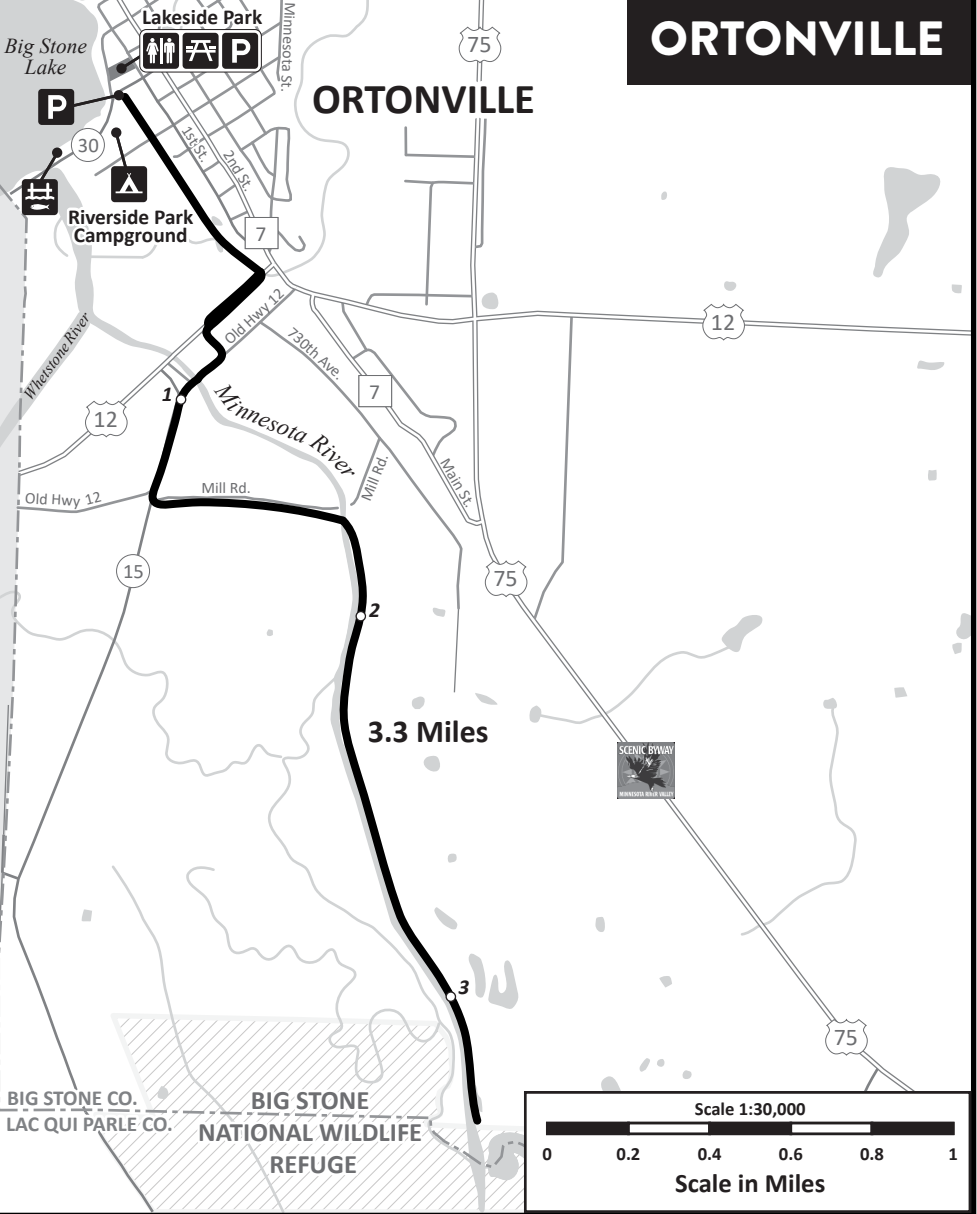 ORTONVILLE
Lakeside Park
P
Big Stone
Lake
P
Minnesota St.
75
ORTONVILLE
30
1st St.
2nd St.
Riverside Park
Campground
7
Old Hwy 12
12
730th Ave.
Whetstone River
1
12
7
Minnesota River
Mill Rd.
Main St.
Old Hwy 12
Mill Rd.
15
75
2
3.3 Miles
SCENIC BYWAY
MINNESOTA RIVER VALLEY
3
75
BIG STONE CO.
LAC QUI PARLE CO.
BIG STONE
NATIONAL WILDLIFE
REFUGE
Scale 1:30,000
0 0.2 0.4 0.6 0.8 1
Scale in Miles